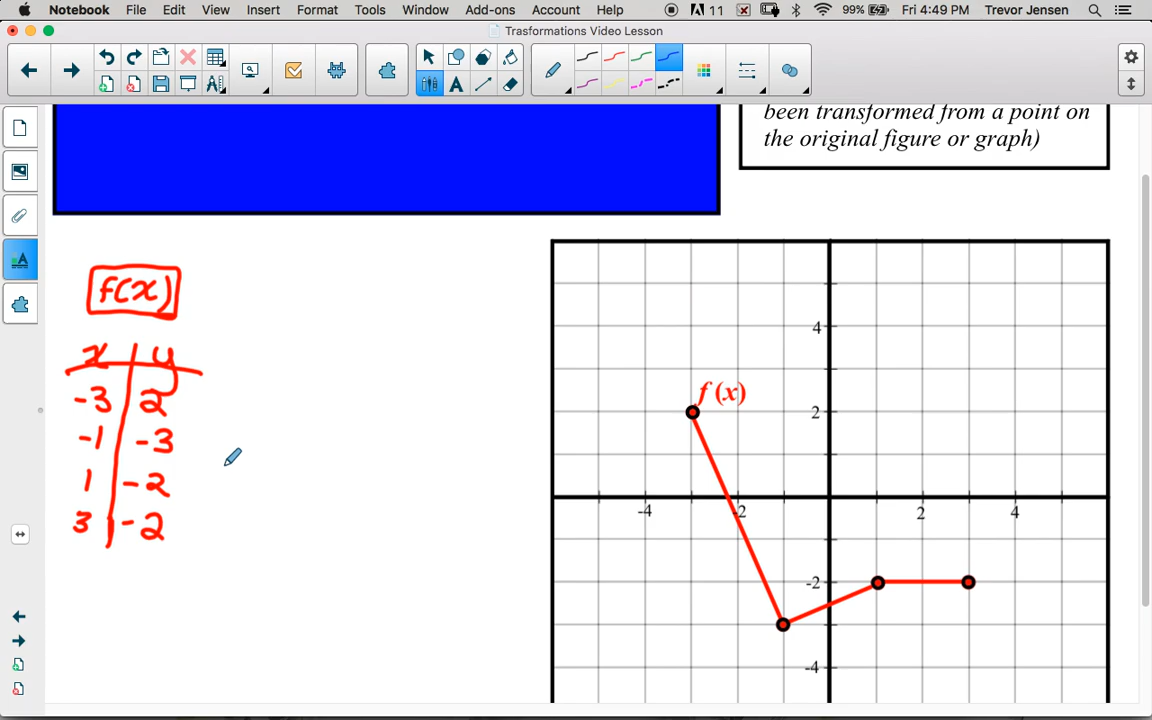 Notebook File Edit View Insert Format Tools Window Add-ons Account Help 11 99% Fri 4:49 PM Trevor Jensen
Trasformations Video Lesson
been transformed from a point on
the original figure or graph)
f(x)
x y
-3 2
-1 -3
1 -2
3 -2
f (x)
4
2
-4 -2 2 4
-2
-4